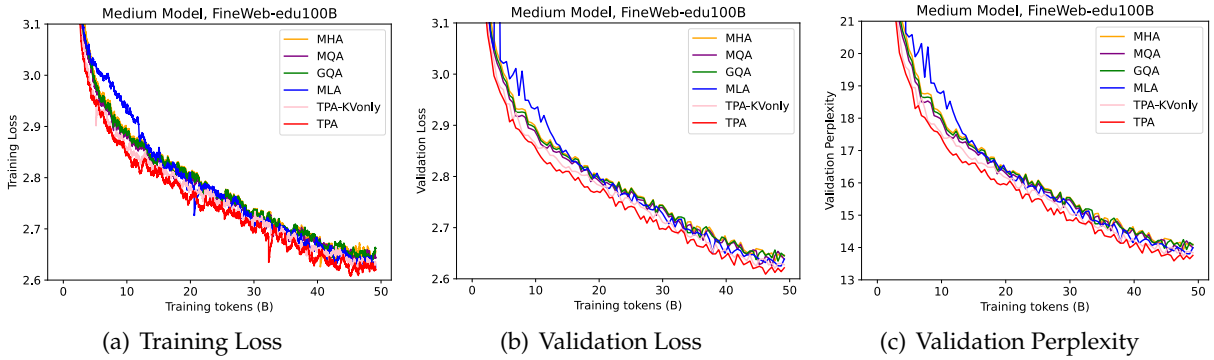 Medium Model, FineWeb-edu100B
3.1
3.0
2.9
2.8
2.7
2.6
Training Loss
MHA
MQA
GQA
MLA
TPA-KVonly
TPA
0 10 20 30 40 50
Training tokens (B)
(a) Training Loss
Medium Model, FineWeb-edu100B
3.1
3.0
2.9
2.8
2.7
2.6
Validation Loss
MHA
MQA
GQA
MLA
TPA-KVonly
TPA
0 10 20 30 40 50
Training tokens (B)
(b) Validation Loss
Medium Model, FineWeb-edu100B
21
20
19
18
17
16
15
14
13
Validation Perplexity
MHA
MQA
GQA
MLA
TPA-KVonly
TPA
0 10 20 30 40 50
Training tokens (B)
(c) Validation Perplexity